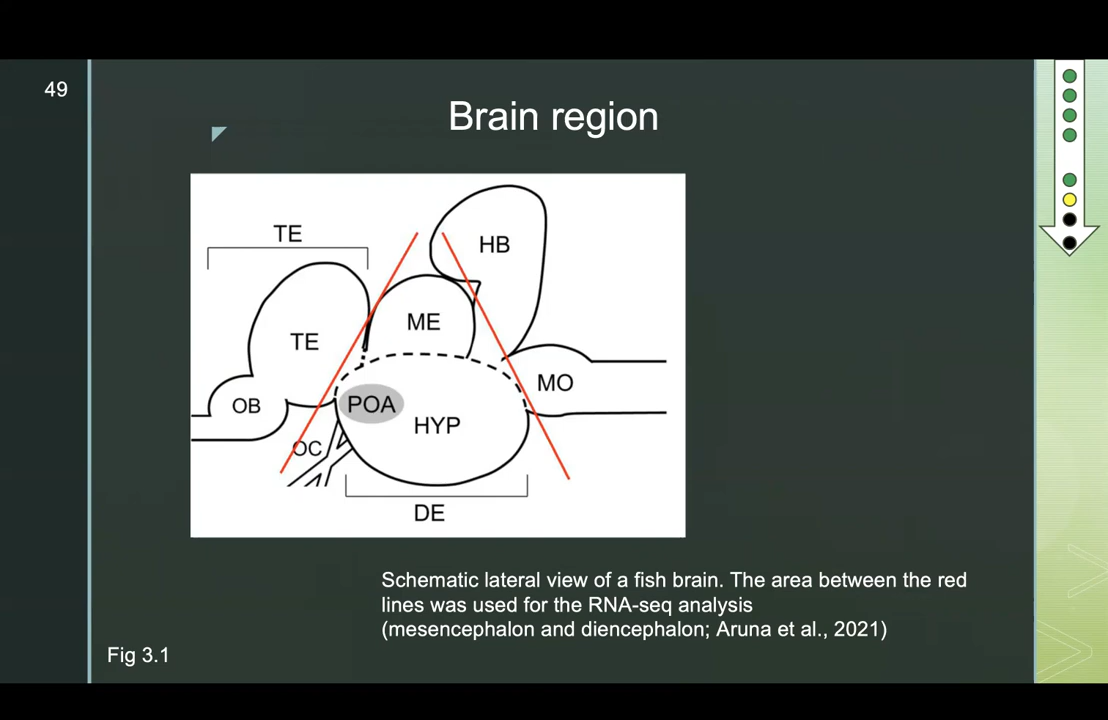 49
Brain region
TE
HB
ME
TE
MO
OB
POA
HYP
OC
DE
Schematic lateral view of a fish brain. The area between the red
lines was used for the RNA-seq analysis
(mesencephalon and diencephalon; Aruna et al., 2021)
Fig 3.1